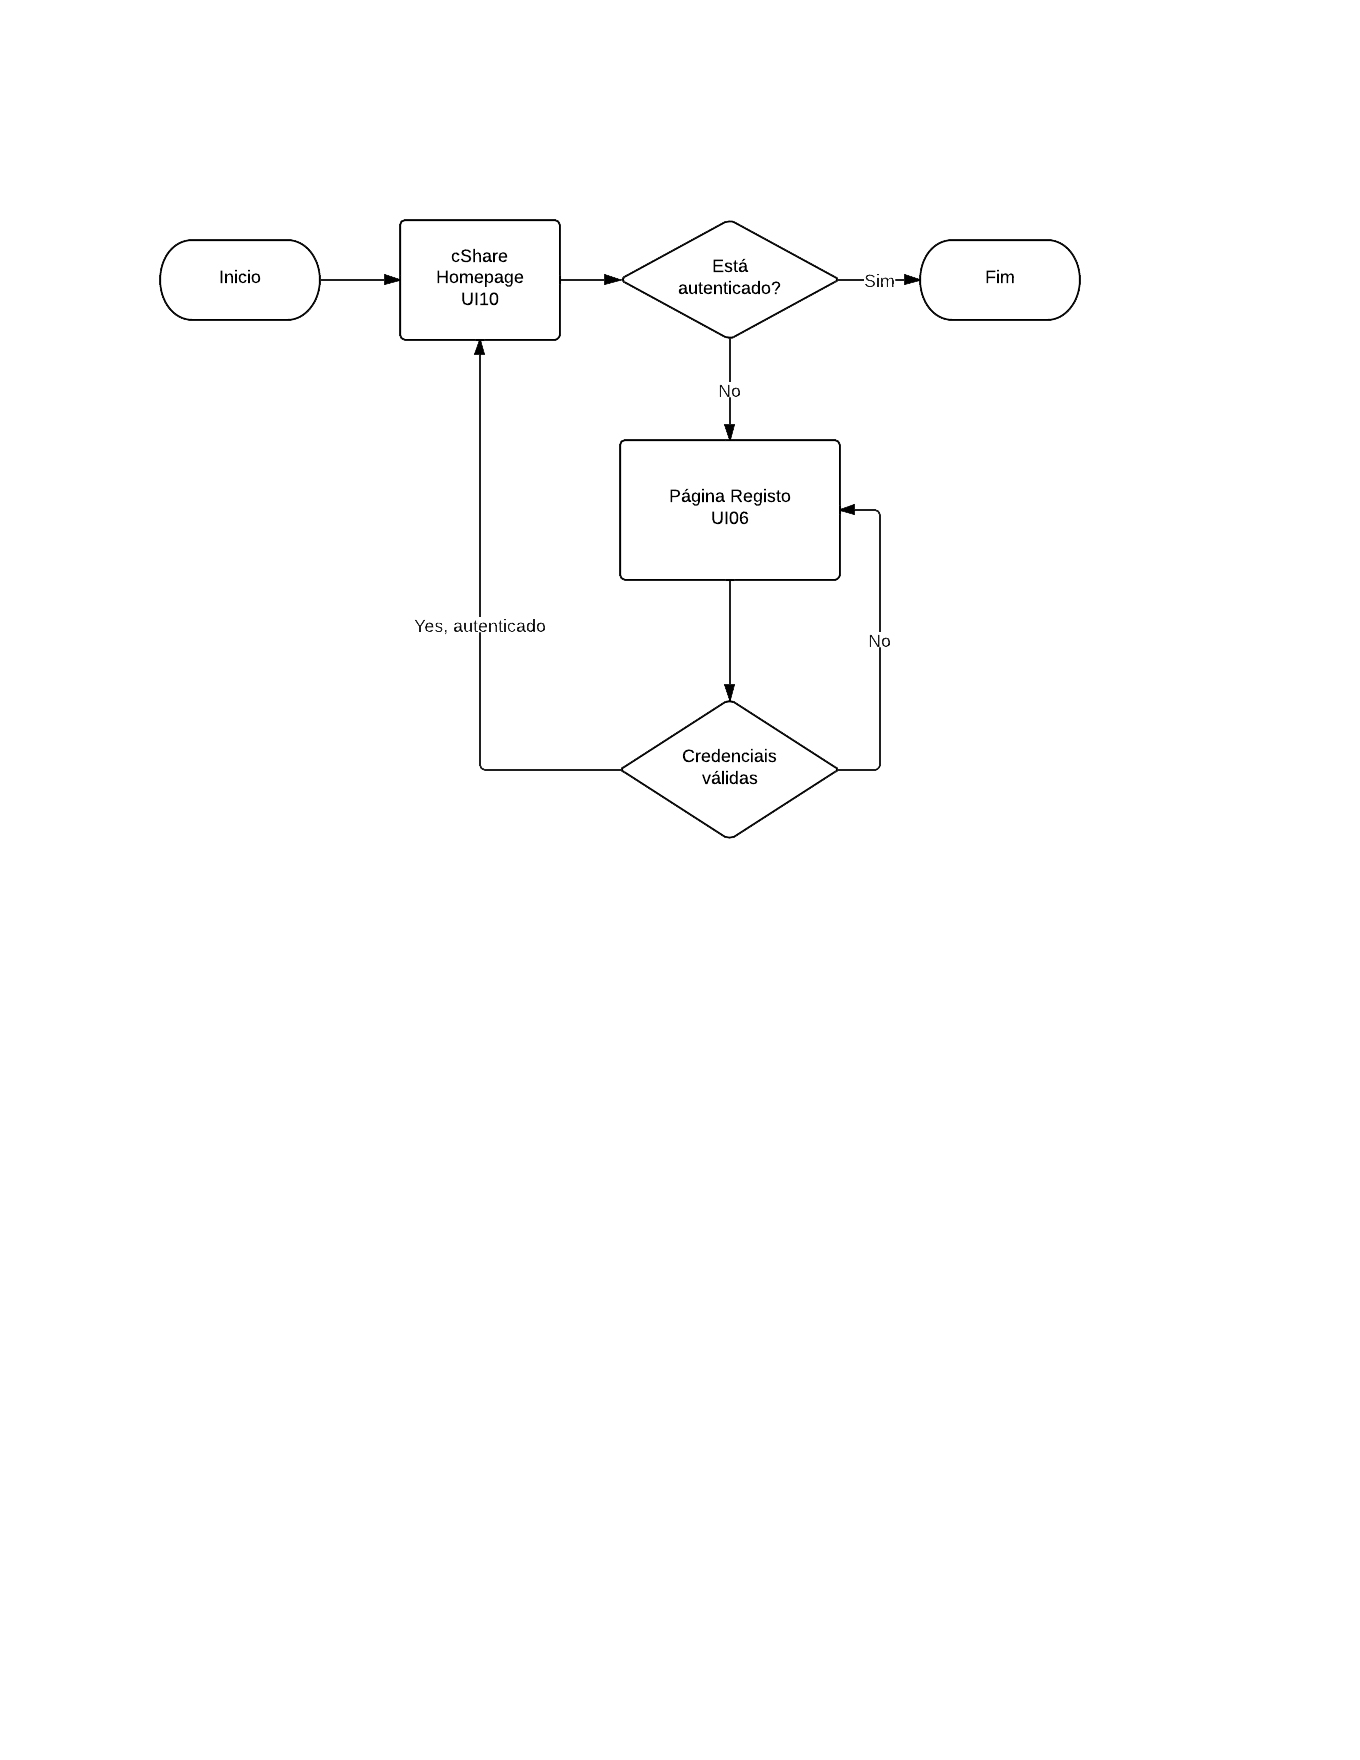 Inicio
cShare
Homepage
UI10
Está
autenticado?
Sim
Fim
No
Página Registo
UI06
Yes, autenticado
No
Credenciais
válidas